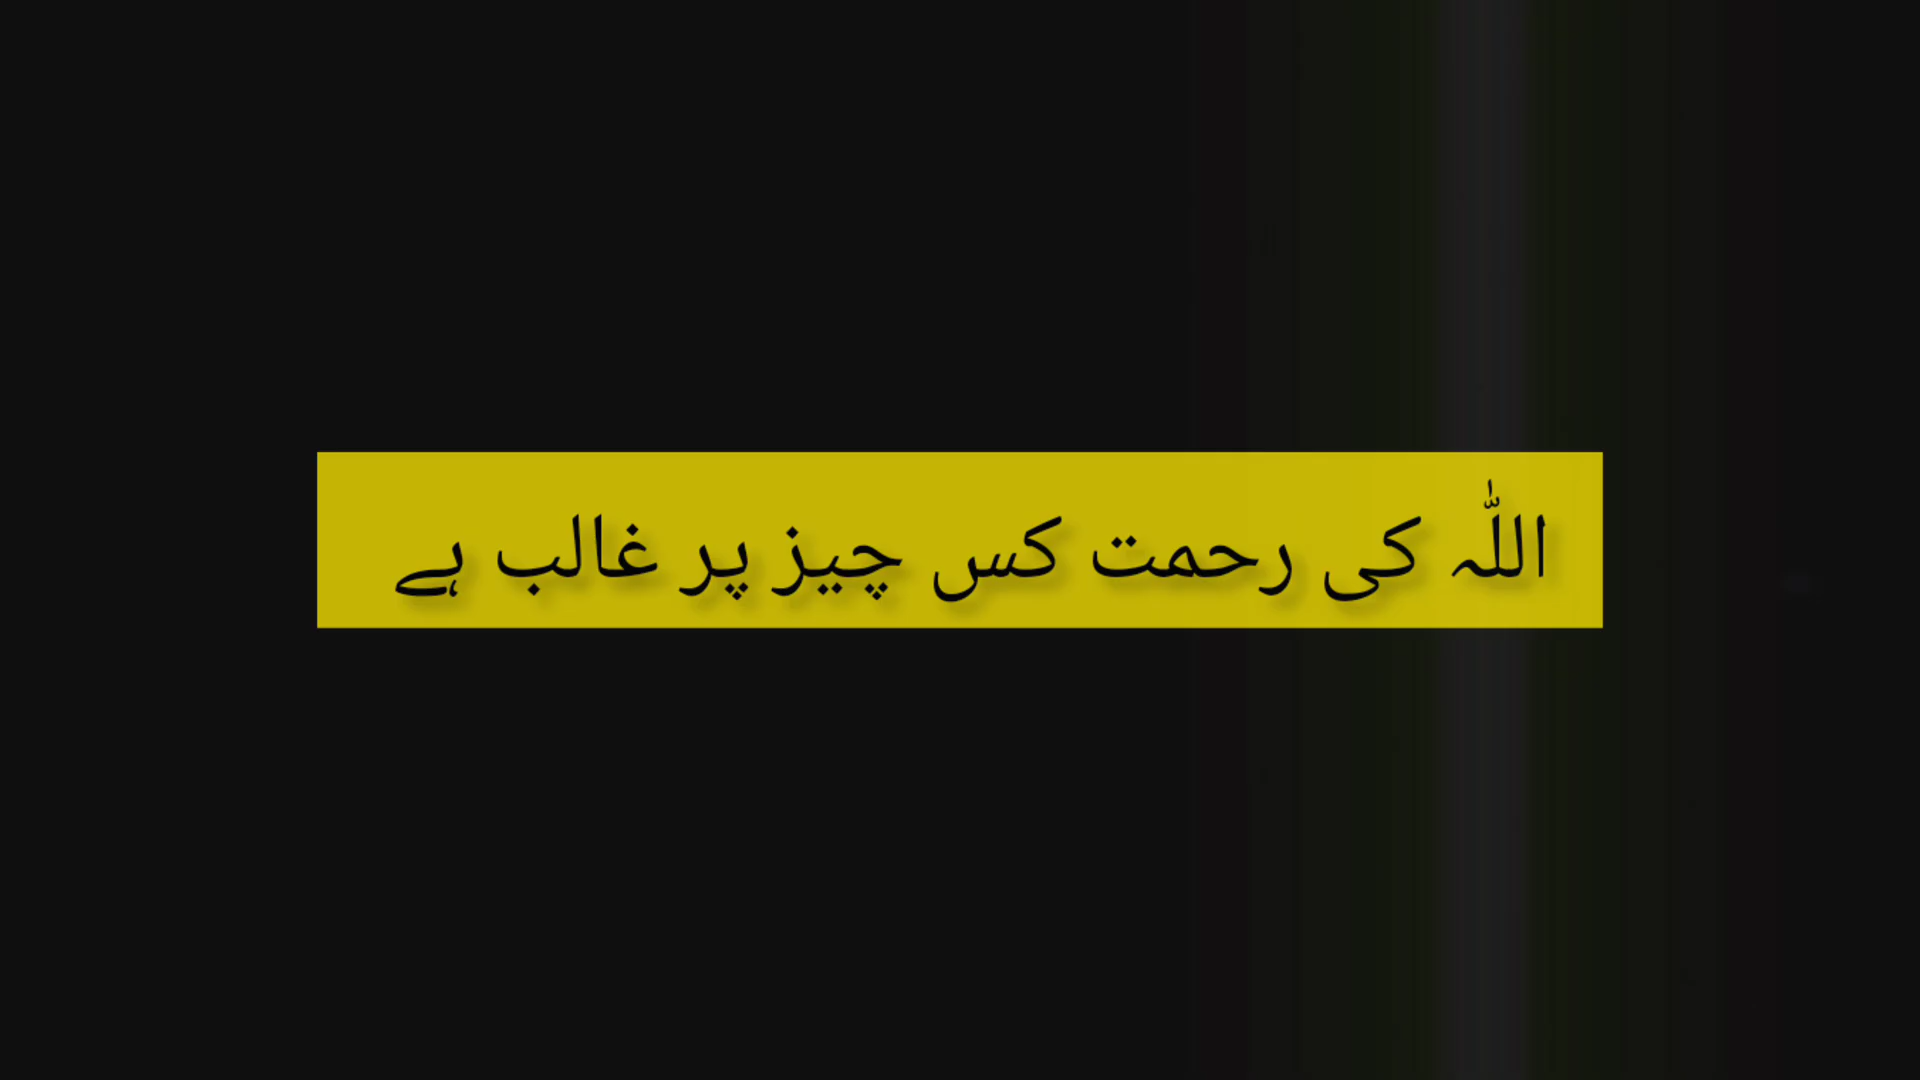 اللہ کی رحمت کس چیز پر غالب ہے